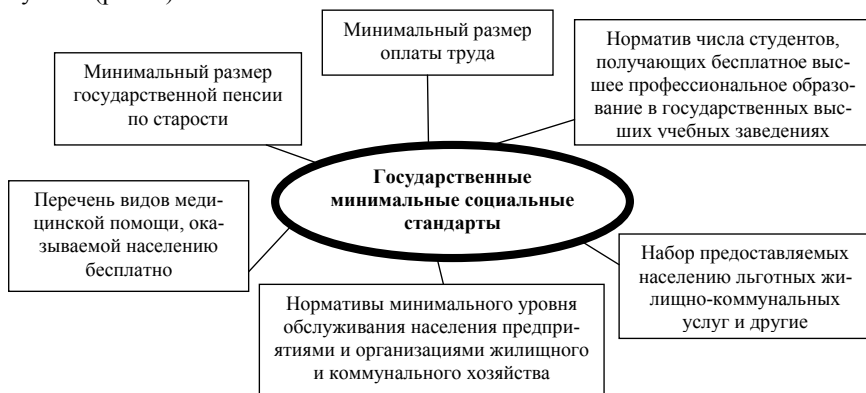 Минимальный размер
оплаты труда
Норматив числа студентов,
получающих бесплатное выс-
шее профессиональное образо-
вание в государственных выс-
ших учебных заведениях
Минимальный размер
государственной пенсии
по старости
Государственные
минимальные социальные
стандарты
Перечень видов меди-
цинской помощи, ока-
зываемой населению
бесплатно
Набор предоставляемых
населению льготных жи-
лищно-коммунальных
услуг и другие
Нормативы минимального уровня
обслуживания населения предпри-
ятиями и организациями жилищного
и коммунального хозяйства